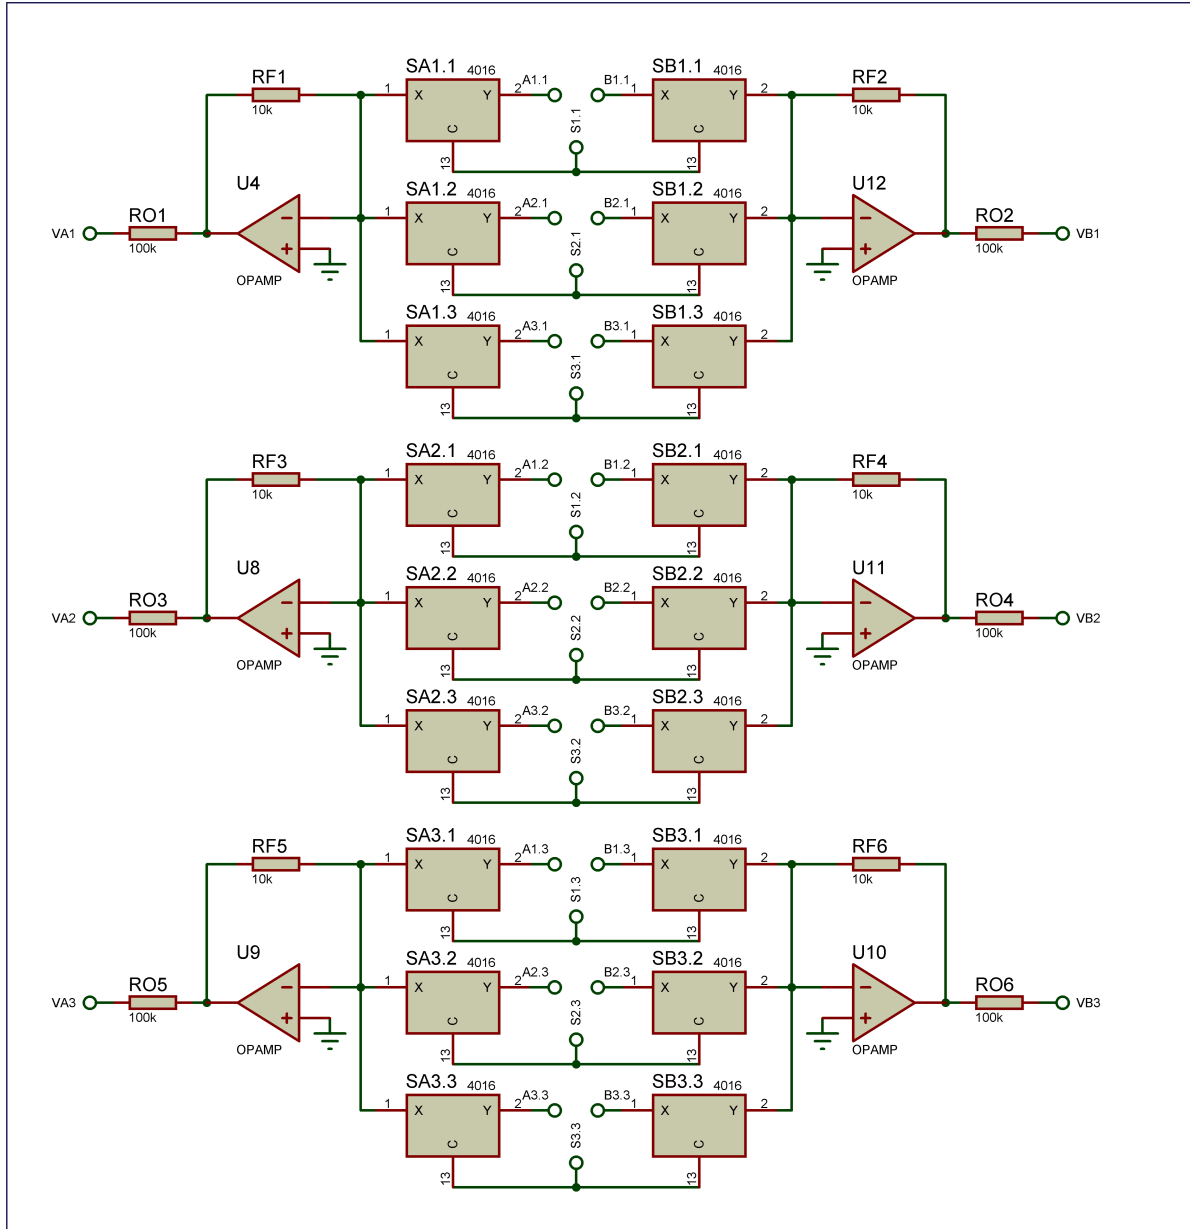 SA1.1 4016 A1.1 B1.1 SB1.1 4016
RF1 10k 1 X Y 2 C 13 S1.1 1 X Y 2 C 13 RF2 10k
U4 SA1.2 4016 A2.1 B2.1 SB1.2 4016 U12
VA1 RO1 100k OPAMP 1 X Y 2 C 13 S2.1 1 X Y 2 C 13 OPAMP RO2 100k VB1
SA1.3 4016 A3.1 B3.1 SB1.3 4016
1 X Y 2 C 13 S3.1 1 X Y 2 C 13
SA2.1 4016 A1.2 B1.2 SB2.1 4016
RF3 10k 1 X Y 2 C 13 S1.2 1 X Y 2 C 13 RF4 10k
U8 SA2.2 4016 A2.2 B2.2 SB2.2 4016 U11
VA2 RO3 100k OPAMP 1 X Y 2 C 13 S2.2 1 X Y 2 C 13 OPAMP RO4 100k VB2
SA2.3 4016 A3.2 B3.2 SB2.3 4016
1 X Y 2 C 13 S3.2 1 X Y 2 C 13
SA3.1 4016 A1.3 B1.3 SB3.1 4016
RF5 10k 1 X Y 2 C 13 S1.3 1 X Y 2 C 13 RF6 10k
U9 SA3.2 4016 A2.3 B2.3 SB3.2 4016 U10
VA3 RO5 100k OPAMP 1 X Y 2 C 13 S2.3 1 X Y 2 C 13 OPAMP RO6 100k VB3
SA3.3 4016 A3.3 B3.3 SB3.3 4016
1 X Y 2 C 13 S3.3 1 X Y 2 C 13